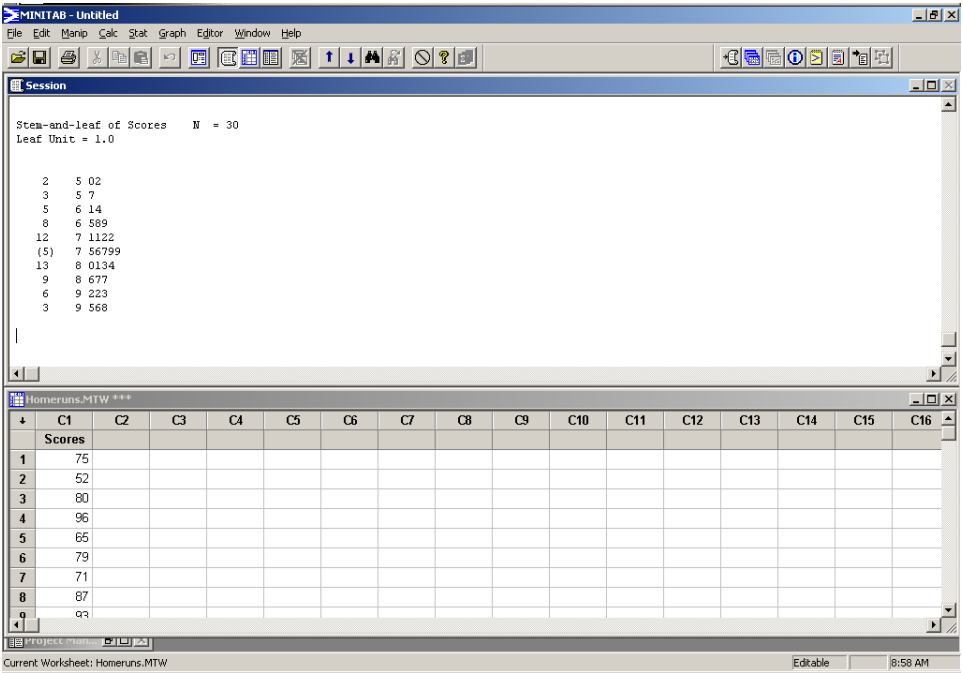 MINITAB - Untitled
File Edit Manip Calc Stat Graph Editor Window Help
Session
Stem-and-leaf of Scores N = 30
Leaf Unit = 1.0
2 5 02
3 5 7
5 6 14
8 6 589
12 7 1122
(5) 7 56799
13 8 0134
9 8 677
6 9 223
3 9 568
Homeruns.MTW ***
C1 C2 C3 C4 C5 C6 C7 C8 C9 C10 C11 C12 C13 C14 C15 C16
Scores
1 75
2 52
3 80
4 96
5 65
6 79
7 71
8 87
9 93
Project Man...
Current Worksheet: Homeruns.MTW Editable 8:58 AM